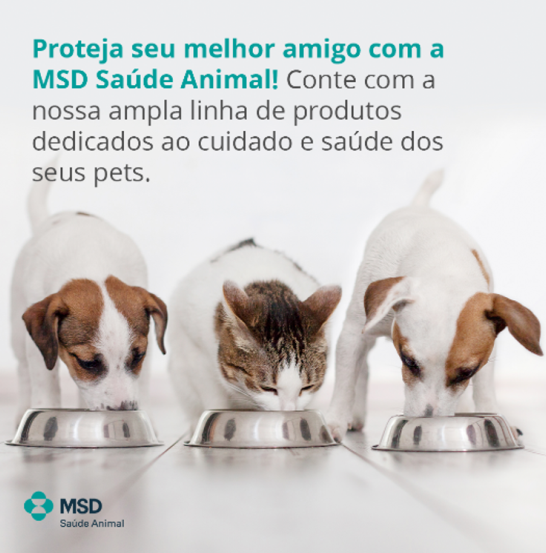 Proteja seu melhor amigo com a
MSD Saúde Animal! Conte com a
nossa ampla linha de produtos
dedicados ao cuidado e saúde dos
seus pets.
MSD
Saúde Animal